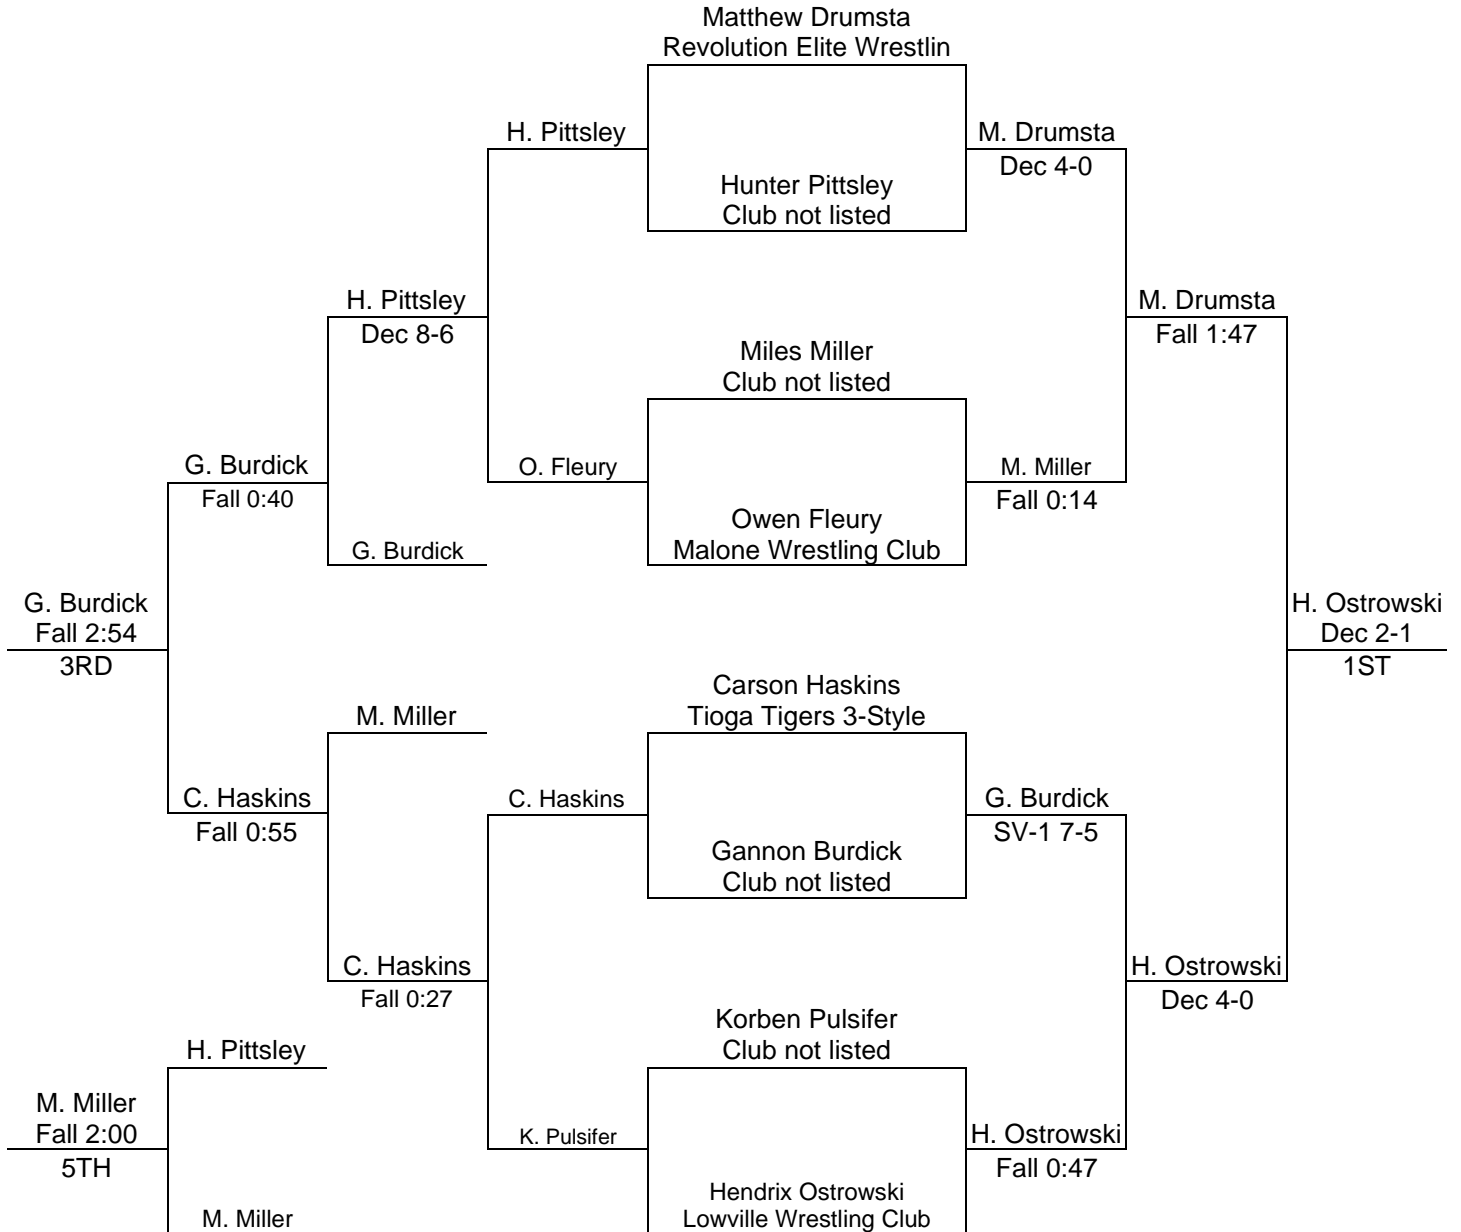 Matthew Drumsta
Revolution Elite Wrestlin
H. Pittsley
M. Drumsta
Dec 4-0
Hunter Pittsley
Club not listed
H. Pittsley
Dec 8-6
M. Drumsta
Fall 1:47
Miles Miller
Club not listed
G. Burdick
Fall 0:40
O. Fleury
M. Miller
Fall 0:14
Owen Fleury
Malone Wrestling Club
G. Burdick
G. Burdick
Fall 2:54
3RD
H. Ostrowski
Dec 2-1
1ST
Carson Haskins
Tioga Tigers 3-Style
M. Miller
C. Haskins
Fall 0:55
C. Haskins
G. Burdick
SV-1 7-5
Gannon Burdick
Club not listed
C. Haskins
Fall 0:27
H. Ostrowski
Dec 4-0
Korben Pulsifer
Club not listed
H. Pittsley
M. Miller
Fall 2:00
5TH
K. Pulsifer
H. Ostrowski
Fall 0:47
M. Miller
Hendrix Ostrowski
Lowville Wrestling Club